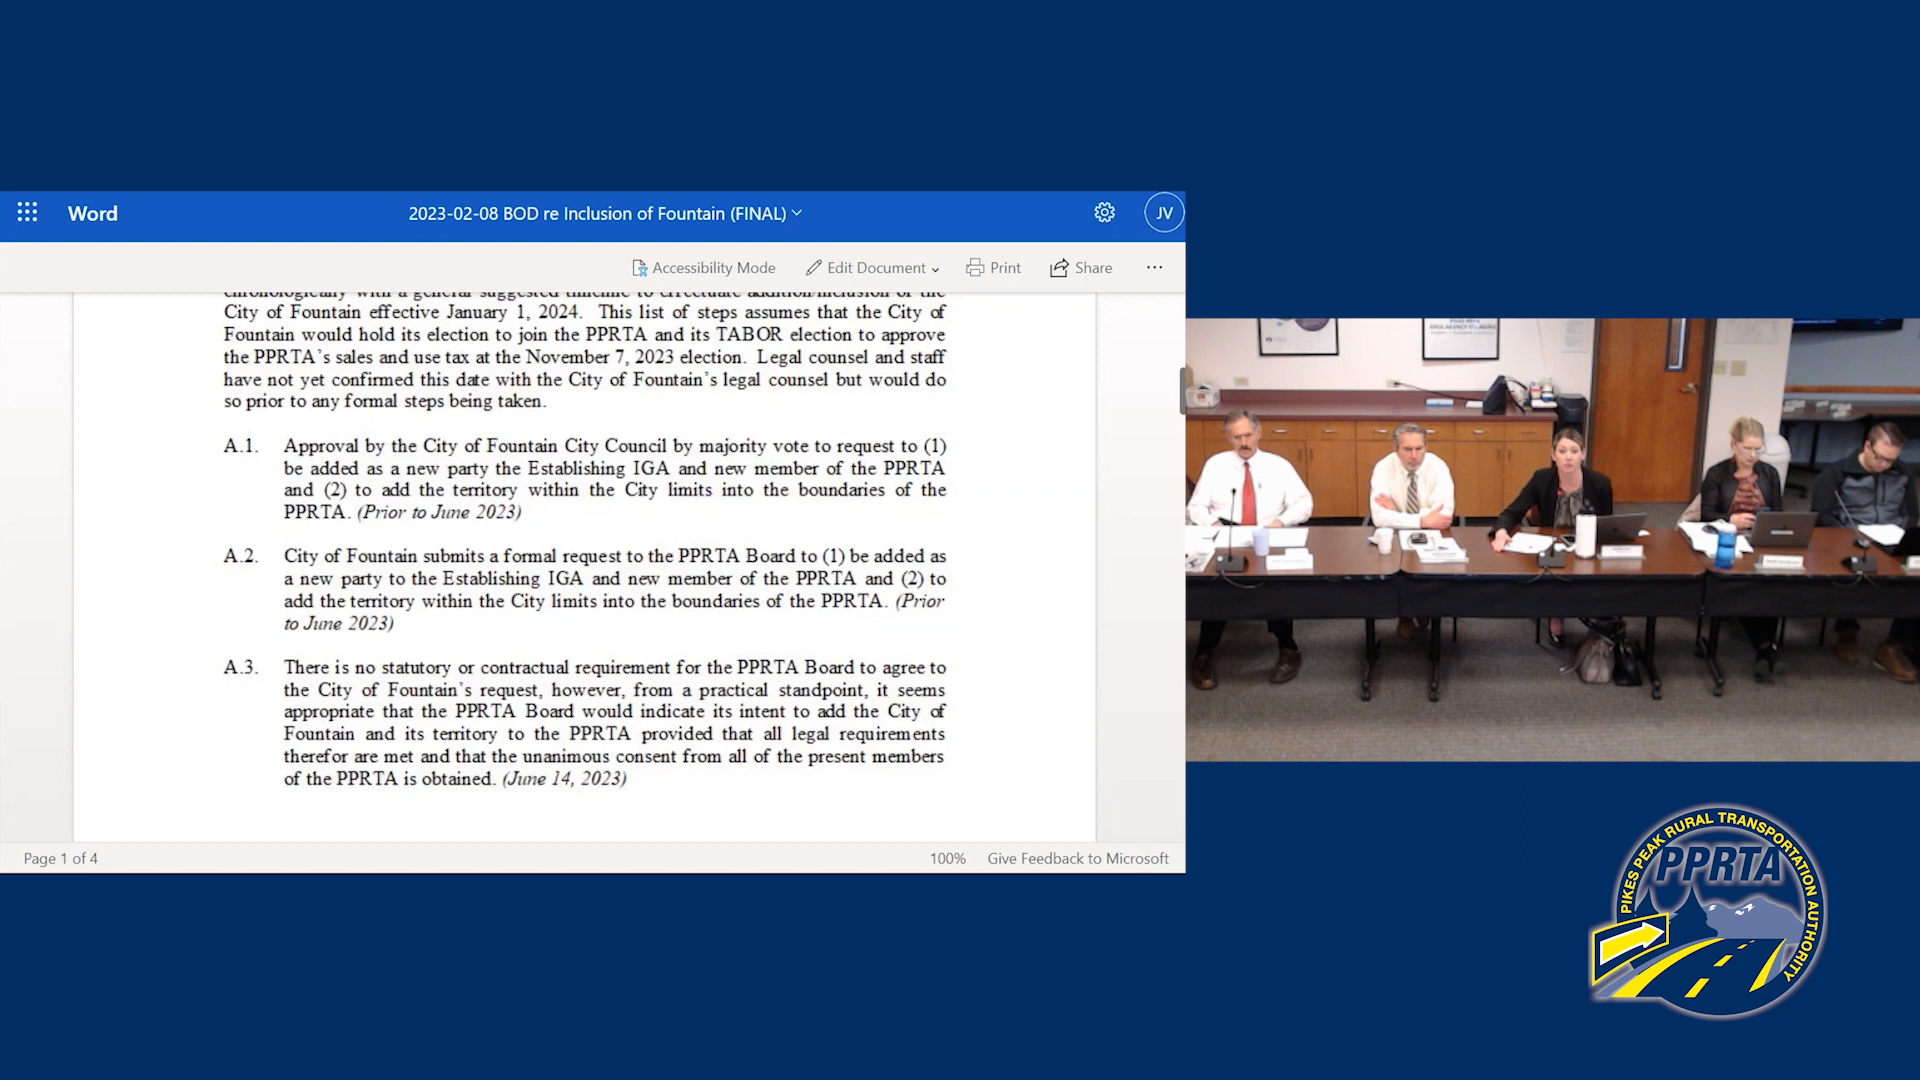 Word
2023-02-08 BOD re Inclusion of Fountain (FINAL)
JV
Accessibility Mode
Edit Document
Print
Share
chronologically with a general suggested timeline to effectuate addition/inclusion of the
City of Fountain effective January 1, 2024. This list of steps assumes that the City of
Fountain would hold its election to join the PPRTA and its TABOR election to approve
the PPRTA's sales and use tax at the November 7, 2023 election. Legal counsel and staff
have not yet confirmed this date with the City of Fountain's legal counsel but would do
so prior to any formal steps being taken.
A.1. Approval by the City of Fountain City Council by majority vote to request to (1)
be added as a new party the Establishing IGA and new member of the PPRTA
and (2) to add the territory within the City limits into the boundaries of the
PPRTA. (Prior to June 2023)
A.2. City of Fountain submits a formal request to the PPRTA Board to (1) be added as
a new party to the Establishing IGA and new member of the PPRTA and (2) to
add the territory within the City limits into the boundaries of the PPRTA. (Prior
to June 2023)
A.3. There is no statutory or contractual requirement for the PPRTA Board to agree to
the City of Fountain's request, however, from a practical standpoint, it seems
appropriate that the PPRTA Board would indicate its intent to add the City of
Fountain and its territory to the PPRTA provided that all legal requirements
therefor are met and that the unanimous consent from all of the present members
of the PPRTA is obtained. (June 14, 2023)
Page 1 of 4
100%
Give Feedback to Microsoft
PIKES PEAK RURAL TRANSPORTATION AUTHORITY
PPRTA